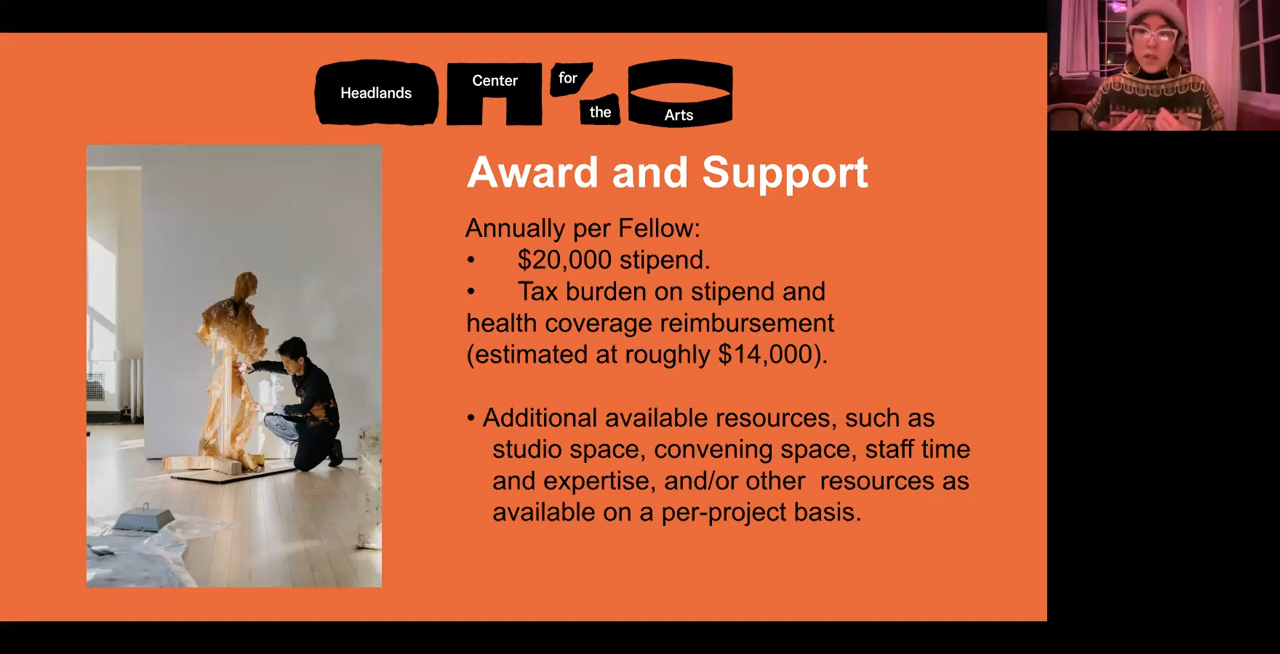 Headlands Center for the Arts
Award and Support
Annually per Fellow:
• $20,000 stipend.
• Tax burden on stipend and
health coverage reimbursement
(estimated at roughly $14,000).
• Additional available resources, such as
studio space, convening space, staff time
and expertise, and/or other resources as
available on a per-project basis.